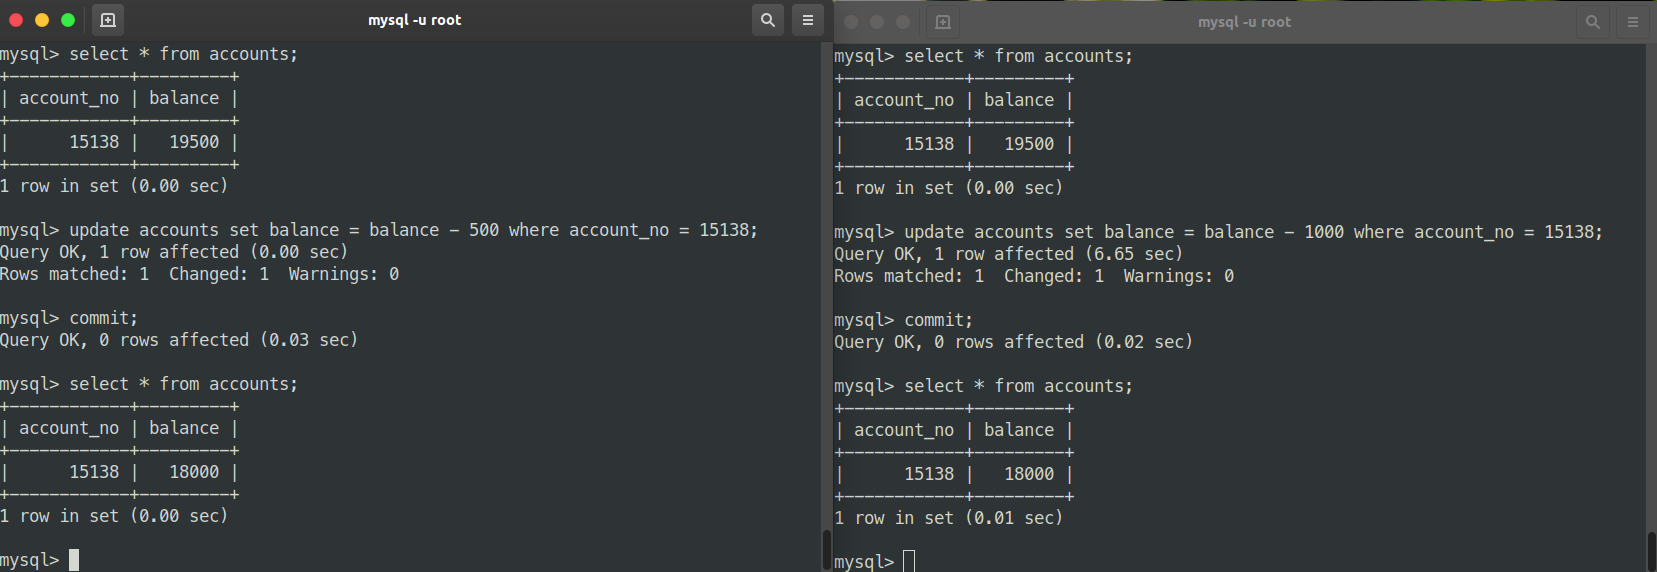 mysql -u root
mysql> select * from accounts;
+------------+---------+
| account_no | balance |
+------------+---------+
|      15138 |   19500 |
+------------+---------+
1 row in set (0.00 sec)
mysql> update accounts set balance = balance - 500 where account_no = 15138;
Query OK, 1 row affected (0.00 sec)
Rows matched: 1  Changed: 1  Warnings: 0
mysql> commit;
Query OK, 0 rows affected (0.03 sec)
mysql> select * from accounts;
+------------+---------+
| account_no | balance |
+------------+---------+
|      15138 |   18000 |
+------------+---------+
1 row in set (0.00 sec)
mysql>
mysql -u root
mysql> select * from accounts;
+------------+---------+
| account_no | balance |
+------------+---------+
|      15138 |   19500 |
+------------+---------+
1 row in set (0.00 sec)
mysql> update accounts set balance = balance - 1000 where account_no = 15138;
Query OK, 1 row affected (6.65 sec)
Rows matched: 1  Changed: 1  Warnings: 0
mysql> commit;
Query OK, 0 rows affected (0.02 sec)
mysql> select * from accounts;
+------------+---------+
| account_no | balance |
+------------+---------+
|      15138 |   18000 |
+------------+---------+
1 row in set (0.01 sec)
mysql>